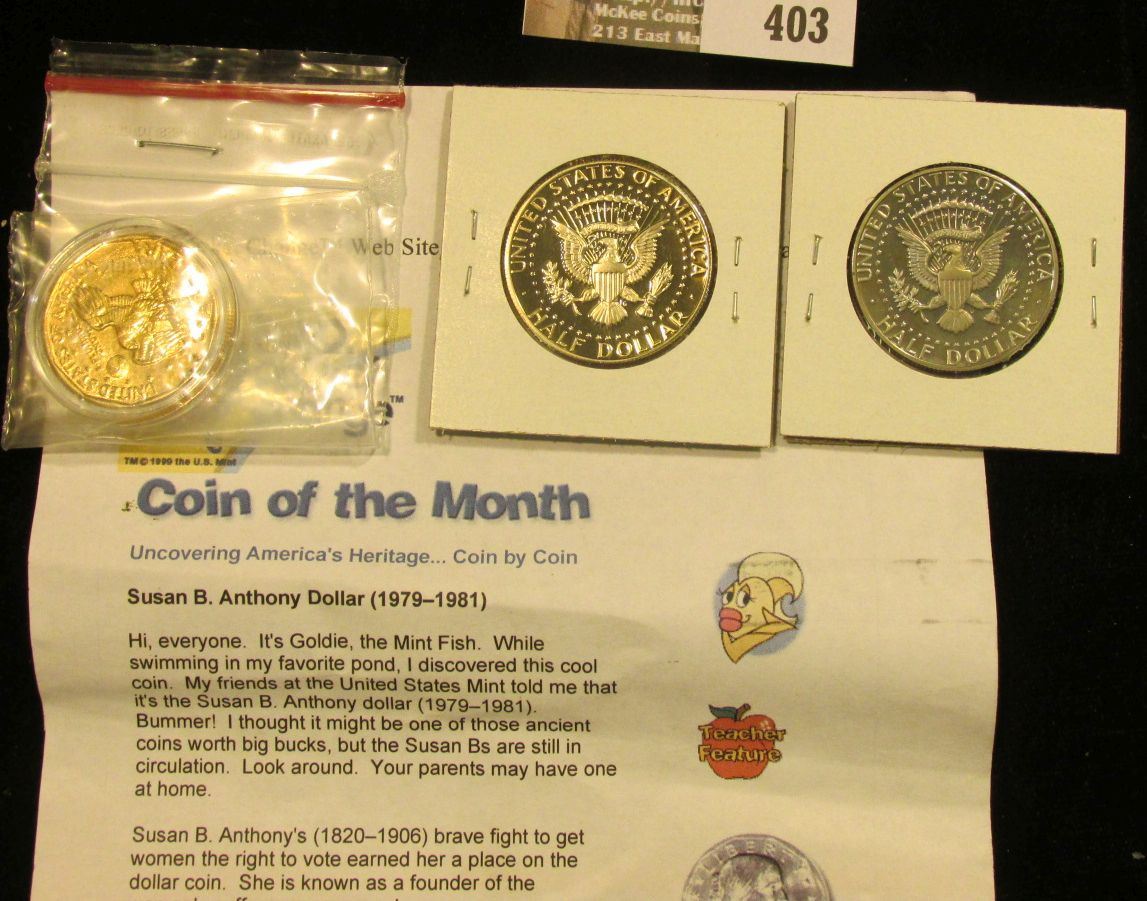 McKee Coins
213 East Ma
403
Web Site
UNITED STATES OF AMERICA
HALF DOLLAR
UNITED STATES OF AMERICA
HALF DOLLAR
TM
TM © 1999 the U.S. Mint
Coin of the Month
Uncovering America's Heritage... Coin by Coin
Susan B. Anthony Dollar (1979–1981)
Hi, everyone. It's Goldie, the Mint Fish. While
swimming in my favorite pond, I discovered this cool
coin. My friends at the United States Mint told me that
it's the Susan B. Anthony dollar (1979–1981).
Bummer! I thought it might be one of those ancient
coins worth big bucks, but the Susan Bs are still in
circulation. Look around. Your parents may have one
at home.
Teacher
Feature
Susan B. Anthony's (1820–1906) brave fight to get
women the right to vote earned her a place on the
dollar coin. She is known as a founder of the
LIBERTY